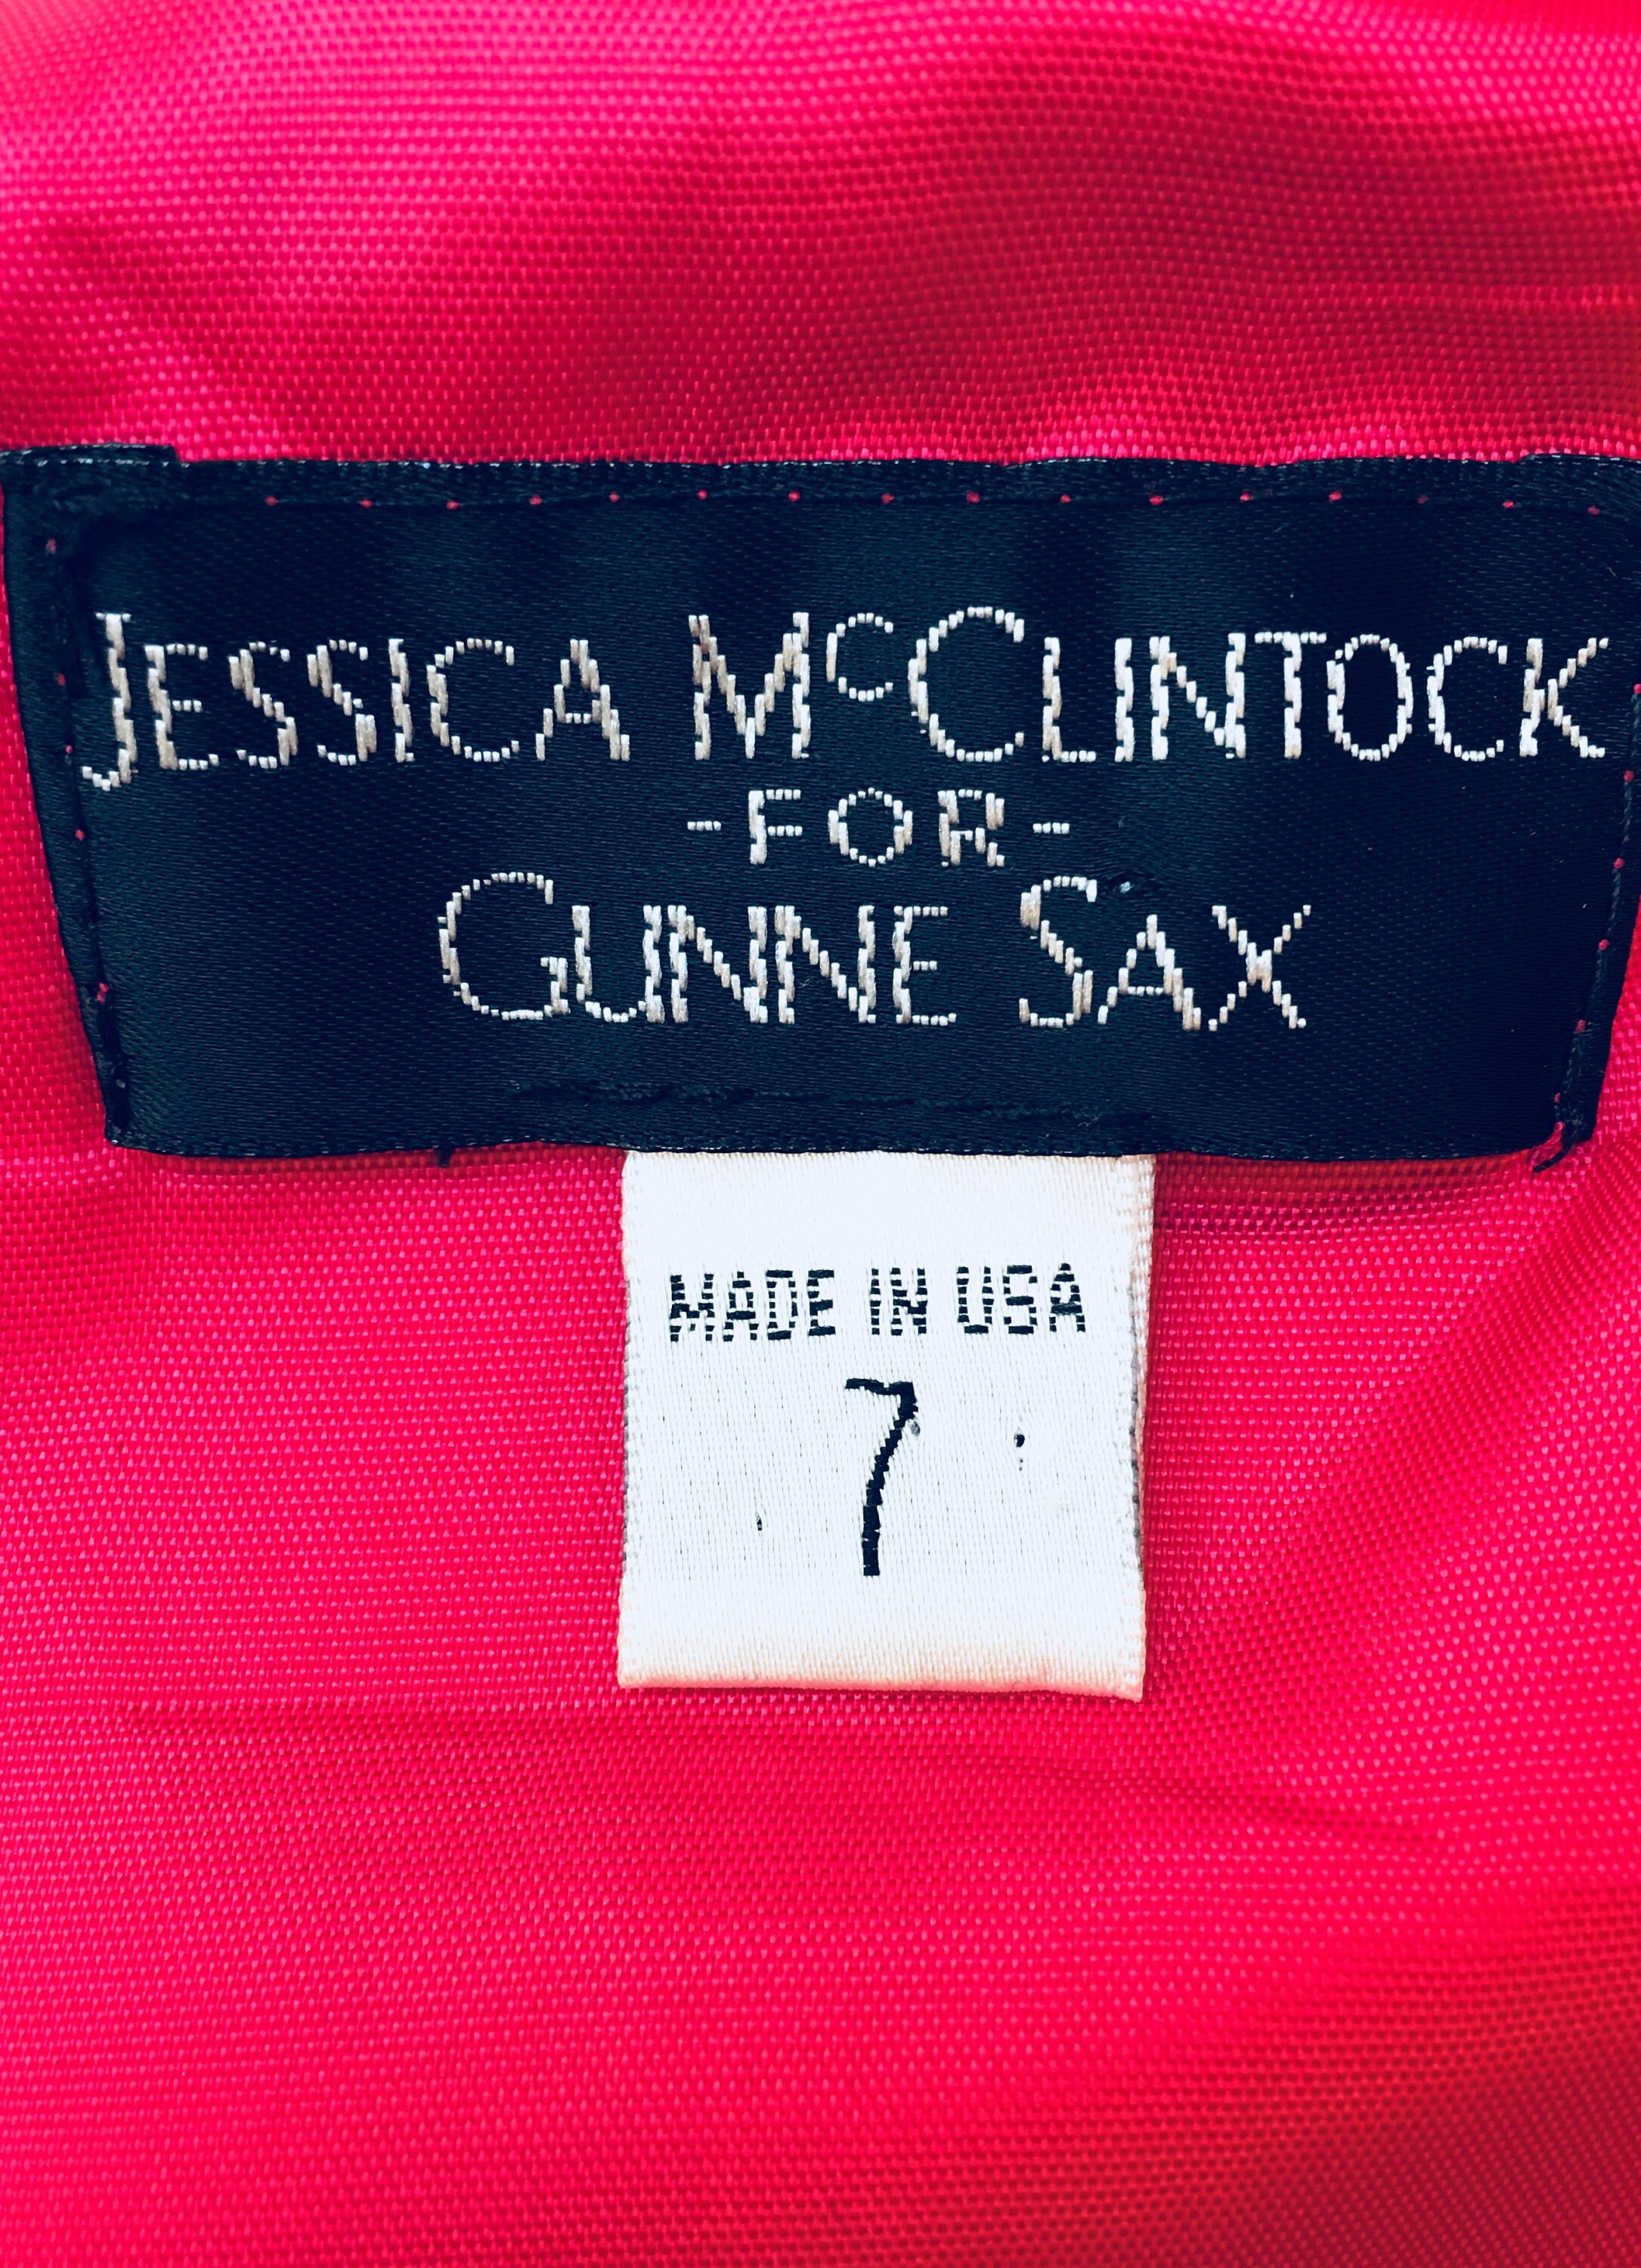 JESSICA McCLINTOCK
-FOR-
GUNNE SAX
MADE IN USA
7